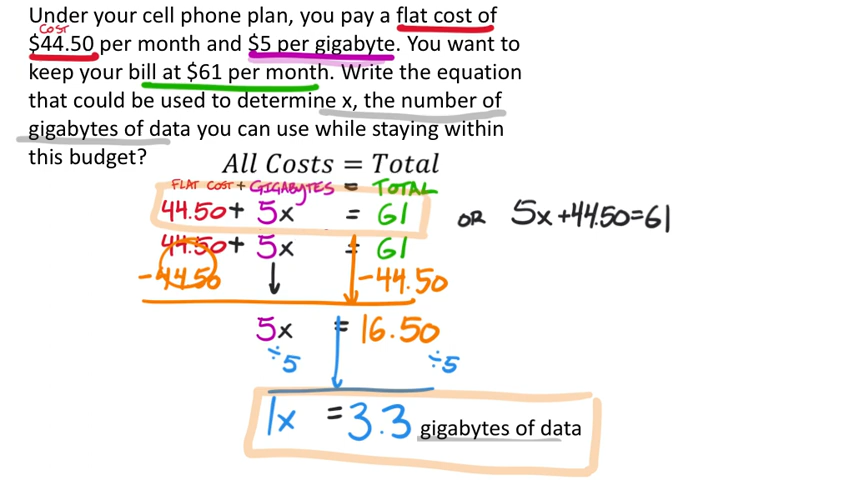 Under your cell phone plan, you pay a flat cost of
cost
$44.50 per month and $5 per gigabyte. You want to
keep your bill at $61 per month. Write the equation
that could be used to determine x, the number of
gigabytes of data you can use while staying within
this budget?
All Costs = Total
FLAT COST + GIGABYTES = TOTAL
44.50+ 5x = 61 OR 5x+44.50=61
44.50+ 5x = 61
-44.50 -44.50
5x = 16.50
÷5 ÷5
1x = 3.3 gigabytes of data